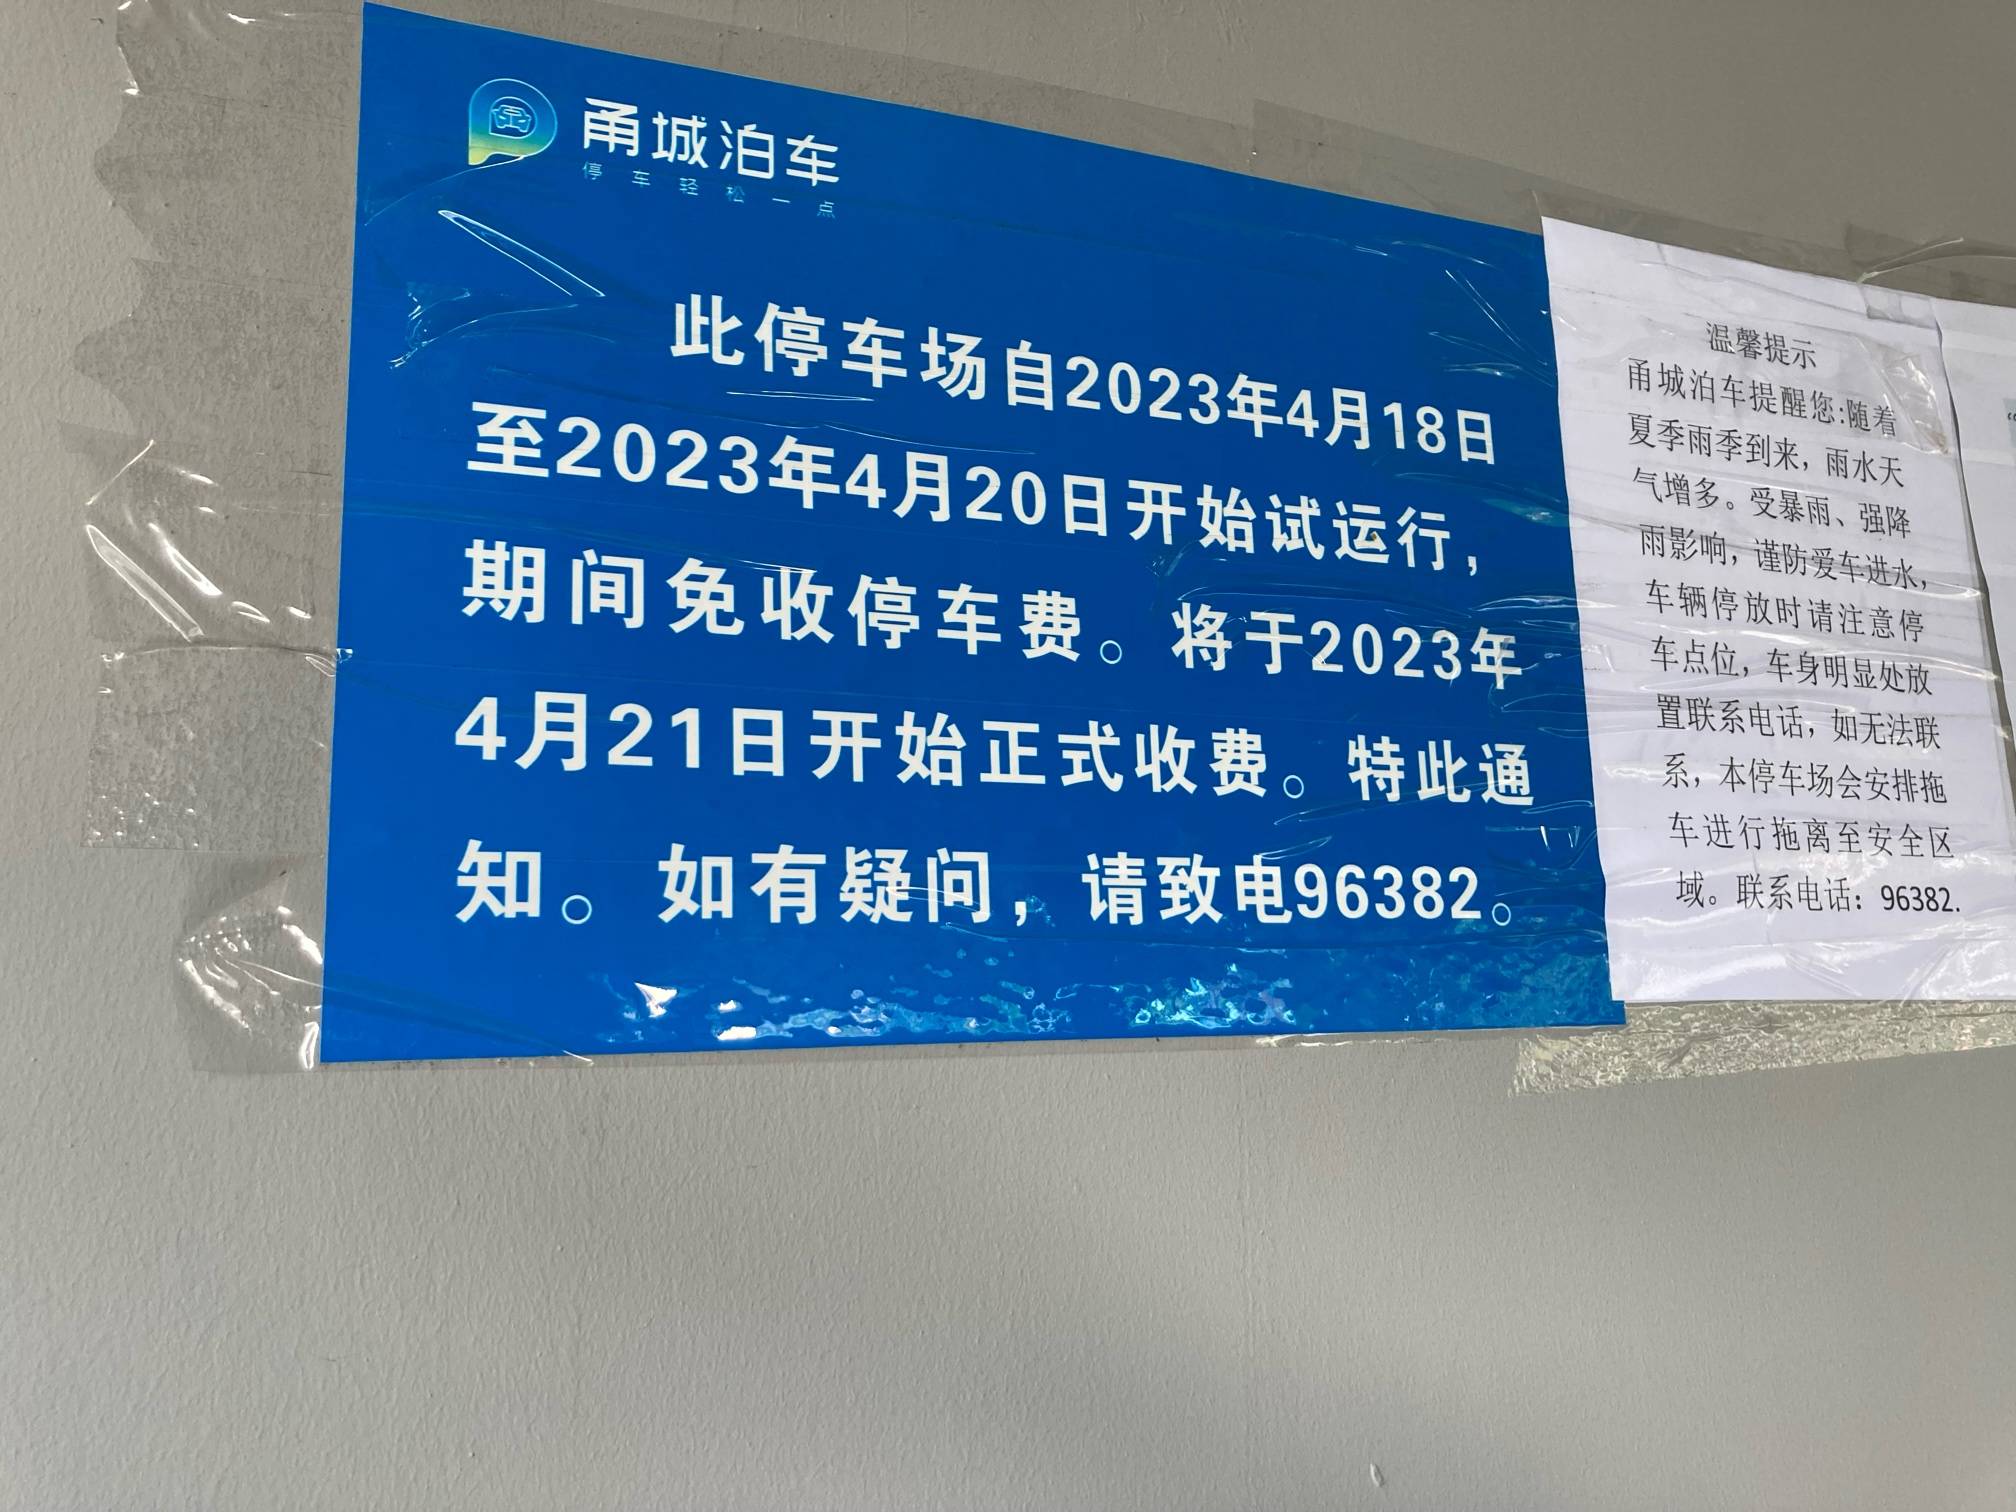 甬城泊车
停车轻松一点
此停车场自2023年4月18日
至2023年4月20日开始试运行，
期间免收停车费。将于2023年
4月21日开始正式收费。特此通
知。如有疑问，请致电96382。
温馨提示
甬城泊车提醒您:随着
夏季雨季到来，雨水天
气增多。受暴雨、强降
雨影响，谨防爱车进水，
车辆停放时请注意停
车点位，车身明显处放
置联系电话，如无法联
系，本停车场会安排拖
车进行拖离至安全区
域。联系电话：96382.